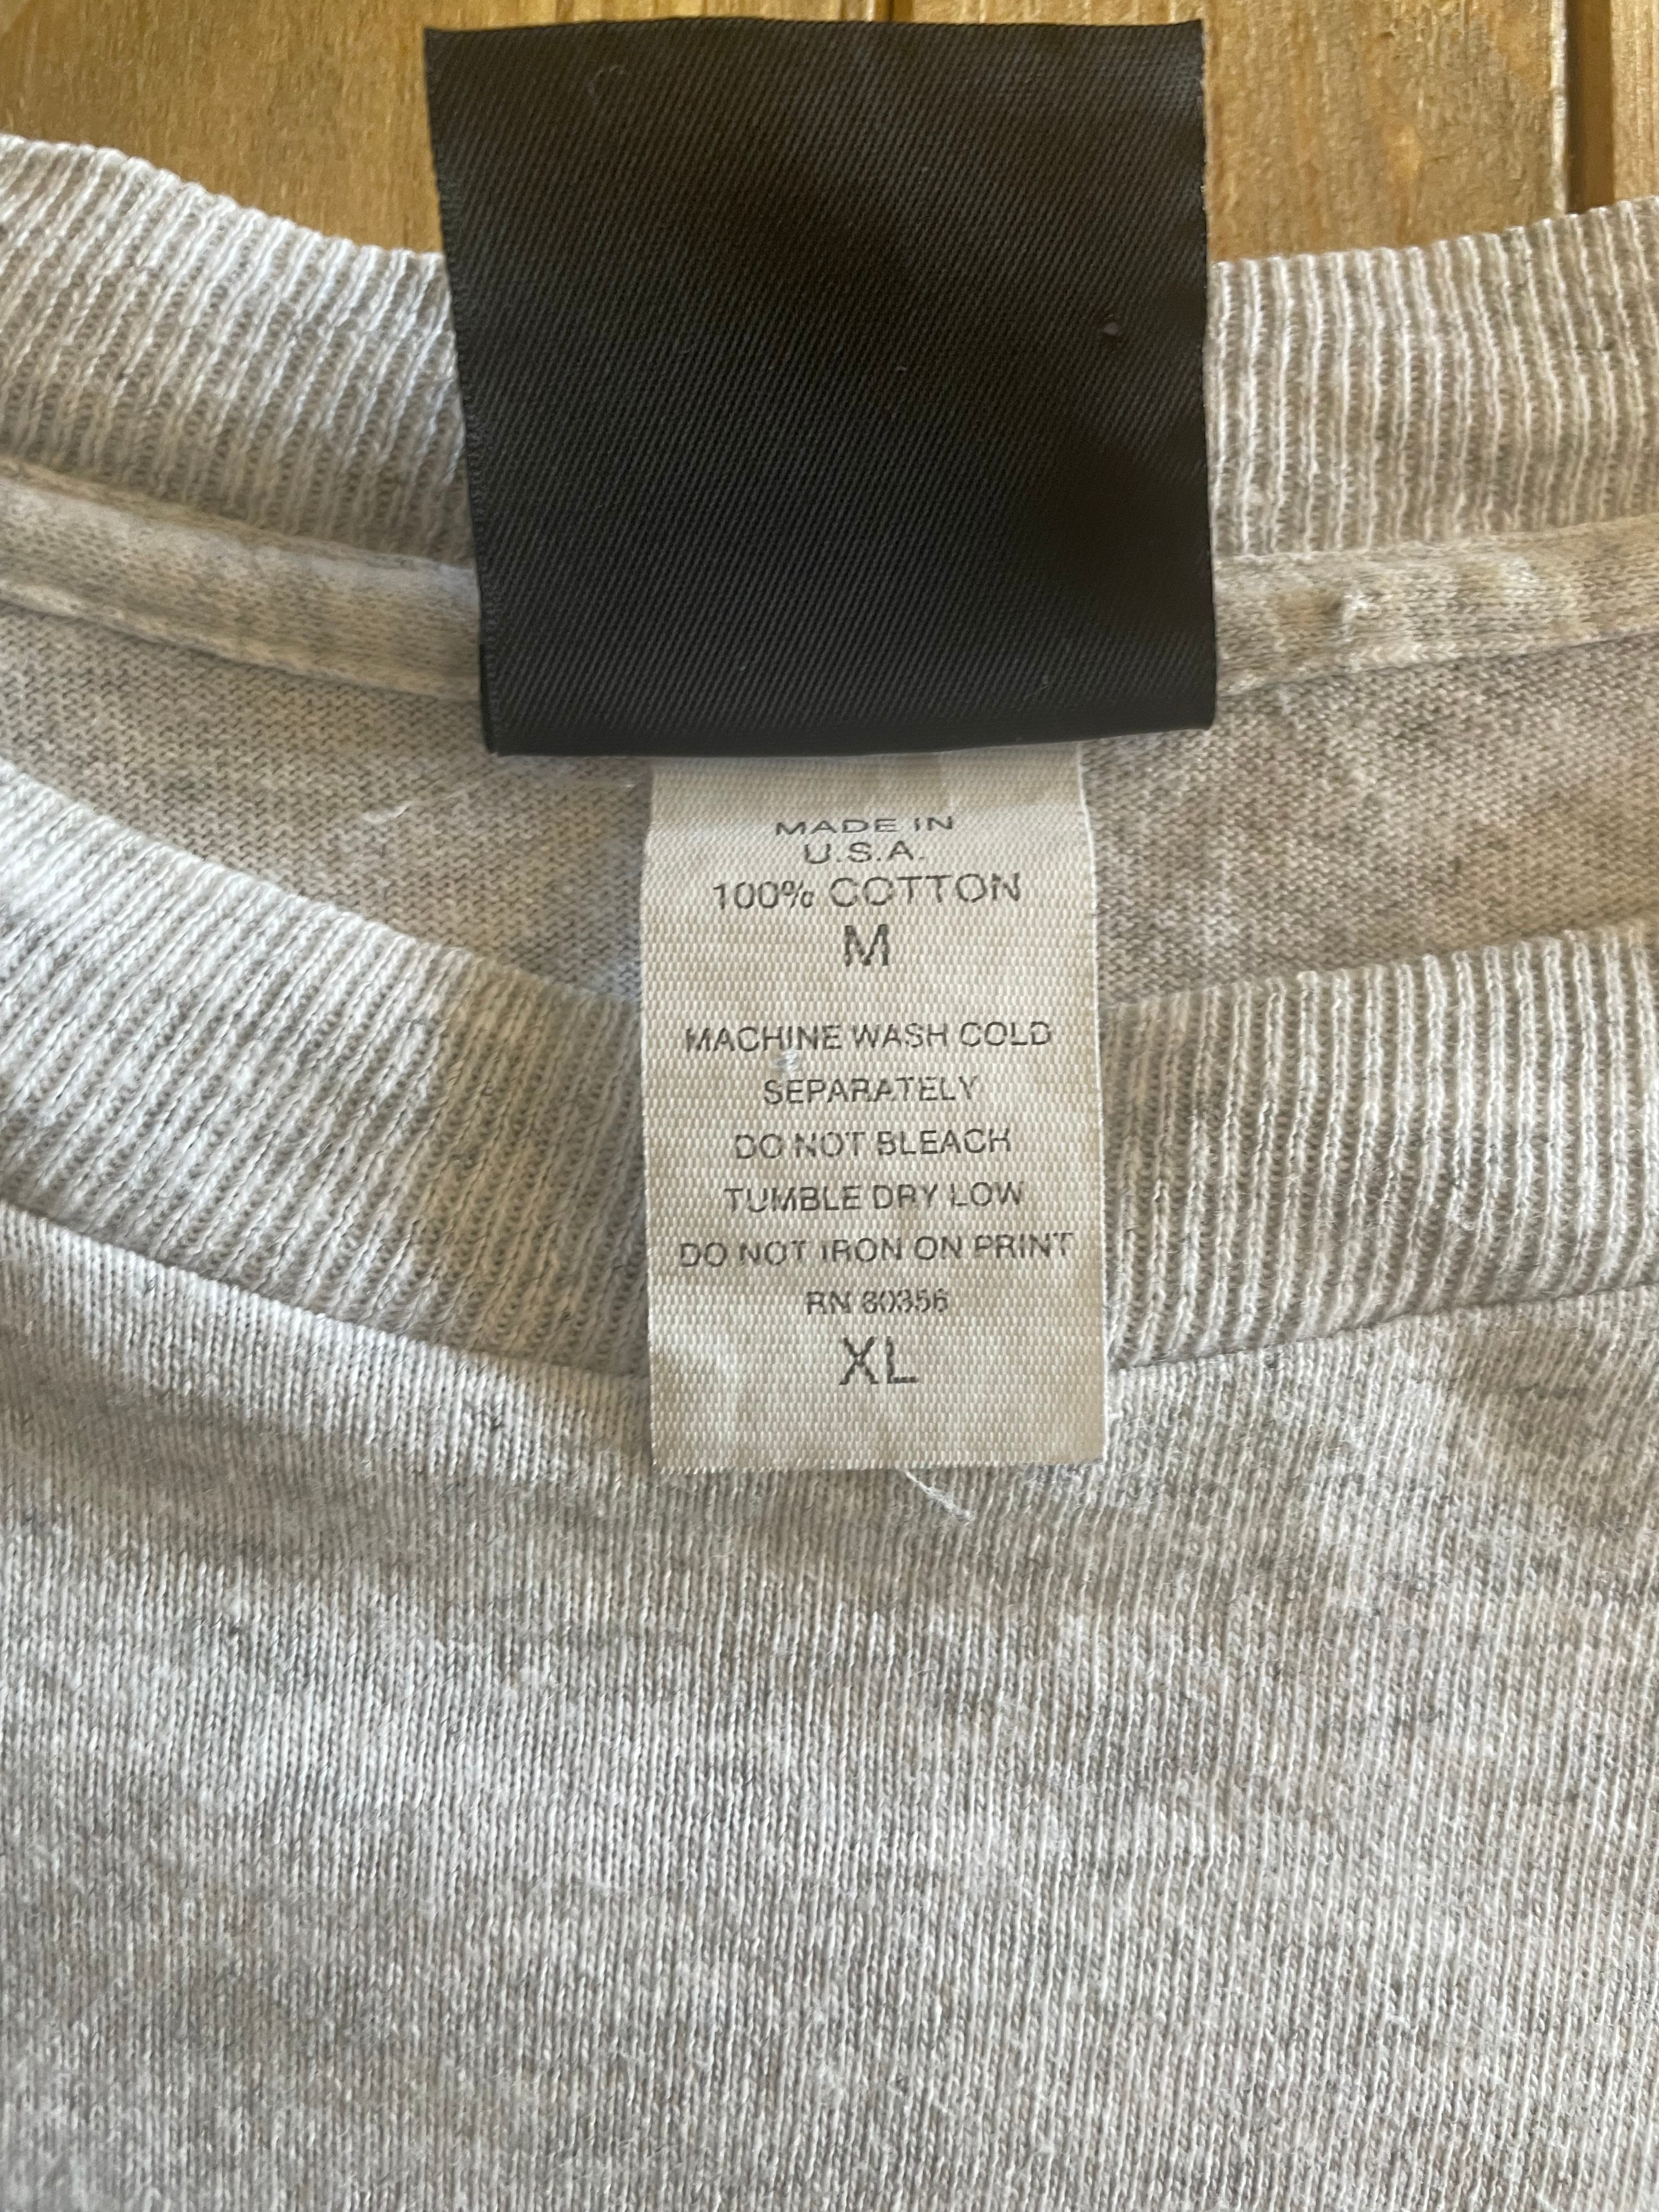 MADE IN
U.S.A.
100% COTTON
M
MACHINE WASH COLD
SEPARATELY
DO NOT BLEACH
TUMBLE DRY LOW
DO NOT IRON ON PRINT
RN 80356
XL